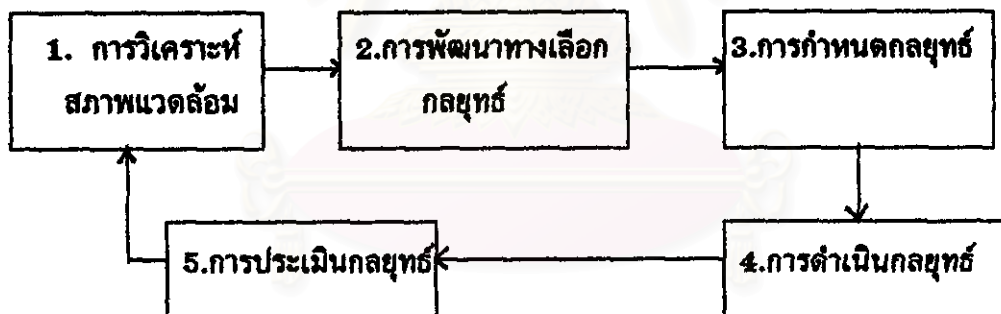 1. การวิเคราะห์
สภาพแวดล้อม
2.การพัฒนาทางเลือก
กลยุทธ์
3.การกำหนดกลยุทธ์
4.การดำเนินกลยุทธ์
5.การประเมินกลยุทธ์